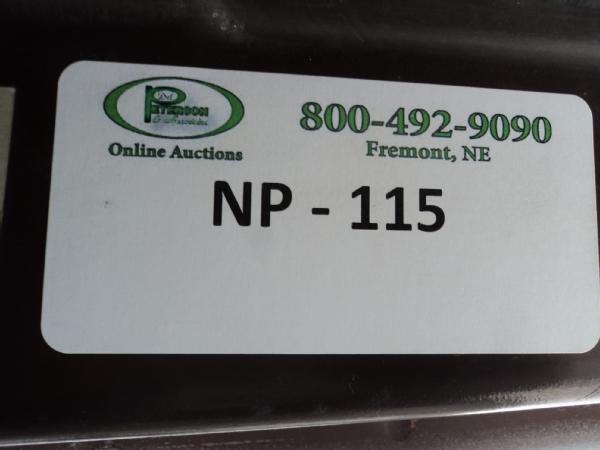 PETERSON
Online Auctions
800-492-9090
Fremont, NE
NP - 115